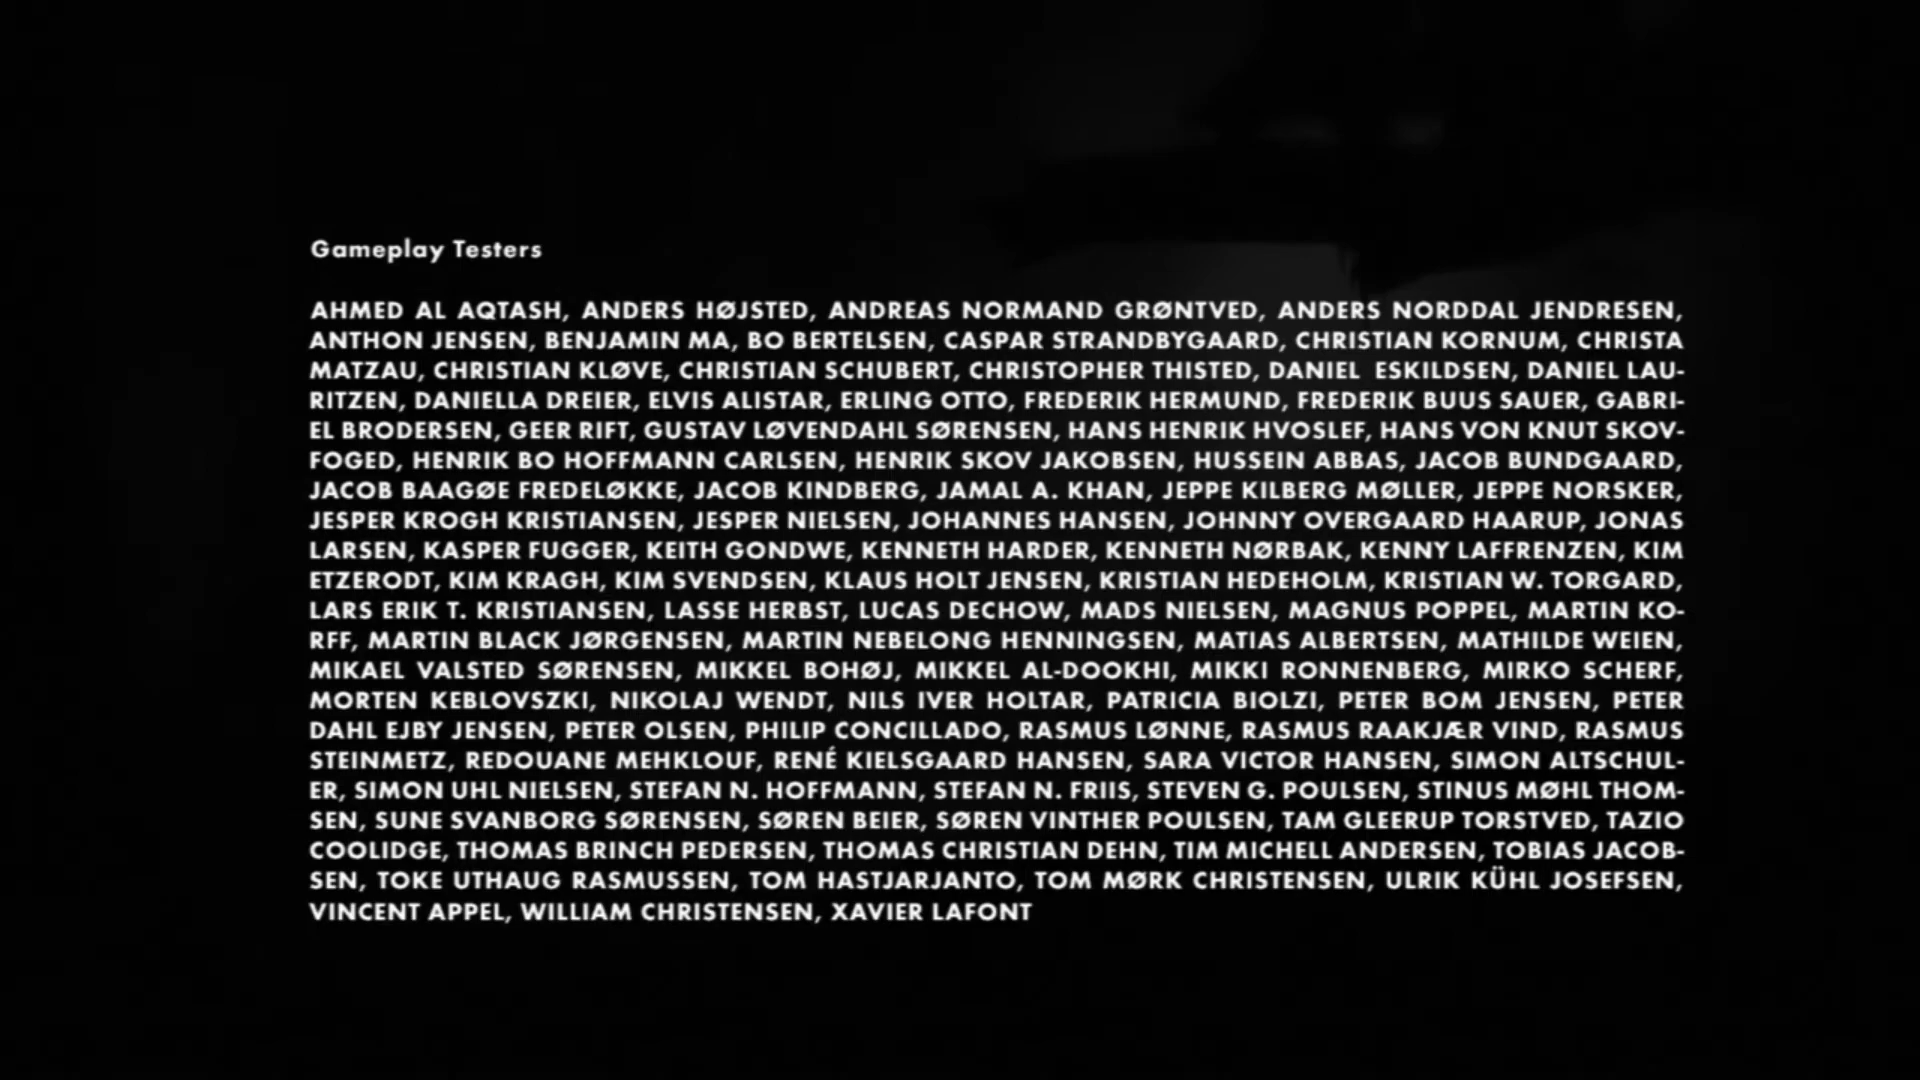 Gameplay Testers
AHMED AL AQTASH, ANDERS HØJSTED, ANDREAS NORMAND GRØNTVED, ANDERS NORDDAL JENDRESEN,
ANTHON JENSEN, BENJAMIN MA, BO BERTELSEN, CASPAR STRANDBYGAARD, CHRISTIAN KORNUM, CHRISTA
MATZAU, CHRISTIAN KLØVE, CHRISTIAN SCHUBERT, CHRISTOPHER THISTED, DANIEL ESKILDSEN, DANIEL LAU-
RITZEN, DANIELLA DREIER, ELVIS ALISTAR, ERLING OTTO, FREDERIK HERMUND, FREDERIK BUUS SAUER, GABRI-
EL BRODERSEN, GEER RIFT, GUSTAV LØVENDAHL SØRENSEN, HANS HENRIK HVOSLEF, HANS VON KNUT SKOV-
FOGED, HENRIK BO HOFFMANN CARLSEN, HENRIK SKOV JAKOBSEN, HUSSEIN ABBAS, JACOB BUNDGAARD,
JACOB BAAGØE FREDELØKKE, JACOB KINDBERG, JAMAL A. KHAN, JEPPE KILBERG MØLLER, JEPPE NORSKER,
JESPER KROGH KRISTIANSEN, JESPER NIELSEN, JOHANNES HANSEN, JOHNNY OVERGAARD HAARUP, JONAS
LARSEN, KASPER FUGGER, KEITH GONDWE, KENNETH HARDER, KENNETH NØRBAK, KENNY LAFFRENZEN, KIM
ETZERODT, KIM KRAGH, KIM SVENDSEN, KLAUS HOLT JENSEN, KRISTIAN HEDEHOLM, KRISTIAN W. TORGARD,
LARS ERIK T. KRISTIANSEN, LASSE HERBST, LUCAS DECHOW, MADS NIELSEN, MAGNUS POPPEL, MARTIN KO-
RFF, MARTIN BLACK JØRGENSEN, MARTIN NEBELONG HENNINGSEN, MATIAS ALBERTSEN, MATHILDE WEIEN,
MIKAEL VALSTED SØRENSEN, MIKKEL BOHØJ, MIKKEL AL-DOOKHI, MIKKI RONNENBERG, MIRKO SCHERF,
MORTEN KEBLOVSZKI, NIKOLAJ WENDT, NILS IVER HOLTAR, PATRICIA BIOLZI, PETER BOM JENSEN, PETER
DAHL EJBY JENSEN, PETER OLSEN, PHILIP CONCILLADO, RASMUS LØNNE, RASMUS RAAKJÆR VIND, RASMUS
STEINMETZ, REDOUANE MEHKLOUF, RENÉ KIELSGAARD HANSEN, SARA VICTOR HANSEN, SIMON ALTSCHUL-
ER, SIMON UHL NIELSEN, STEFAN N. HOFFMANN, STEFAN N. FRIIS, STEVEN G. POULSEN, STINUS MØHL THOM-
SEN, SUNE SVANBORG SØRENSEN, SØREN BEIER, SØREN VINTHER POULSEN, TAM GLEERUP TORSTVED, TAZIO
COOLIDGE, THOMAS BRINCH PEDERSEN, THOMAS CHRISTIAN DEHN, TIM MICHELL ANDERSEN, TOBIAS JACOB-
SEN, TOKE UTHAUG RASMUSSEN, TOM HASTJARJANTO, TOM MØRK CHRISTENSEN, ULRIK KÜHL JOSEFSEN,
VINCENT APPEL, WILLIAM CHRISTENSEN, XAVIER LAFONT